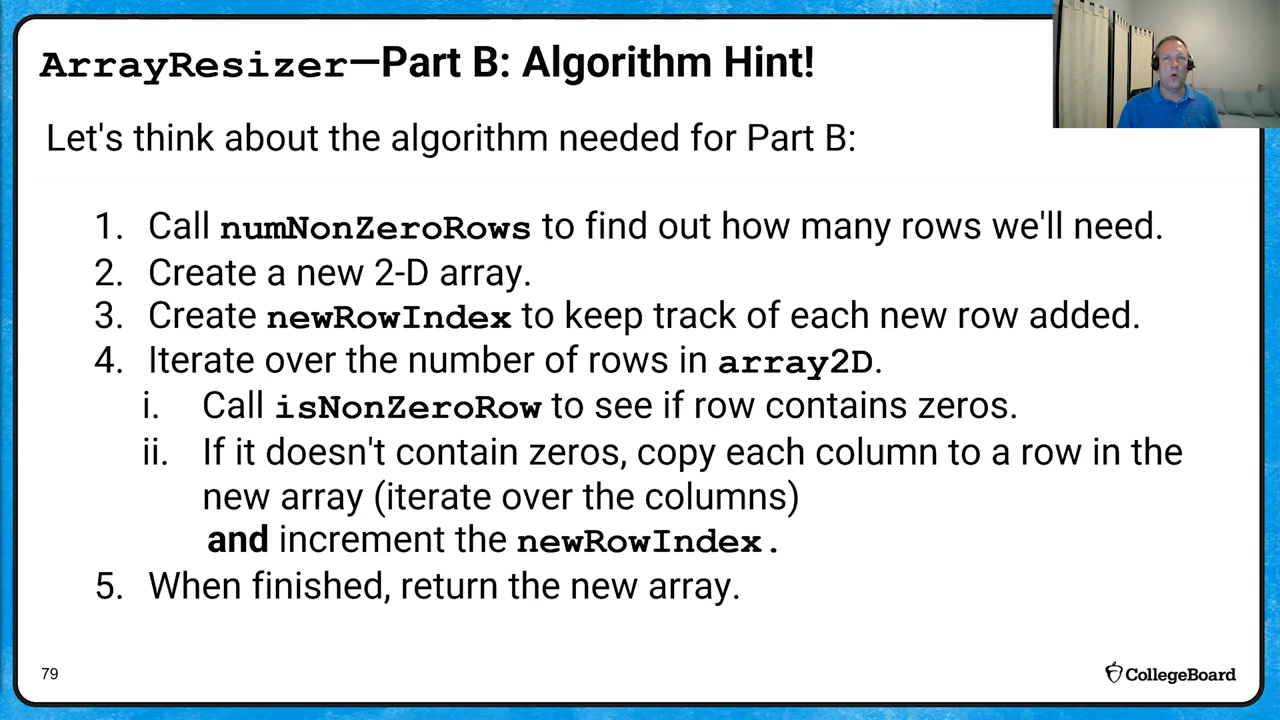 ArrayResizer—Part B: Algorithm Hint!
Let's think about the algorithm needed for Part B:
1. Call numNonZeroRows to find out how many rows we'll need.
2. Create a new 2-D array.
3. Create newRowIndex to keep track of each new row added.
4. Iterate over the number of rows in array2D.
i. Call isNonZeroRow to see if row contains zeros.
ii. If it doesn't contain zeros, copy each column to a row in the
new array (iterate over the columns)
and increment the newRowIndex.
5. When finished, return the new array.
79
CollegeBoard